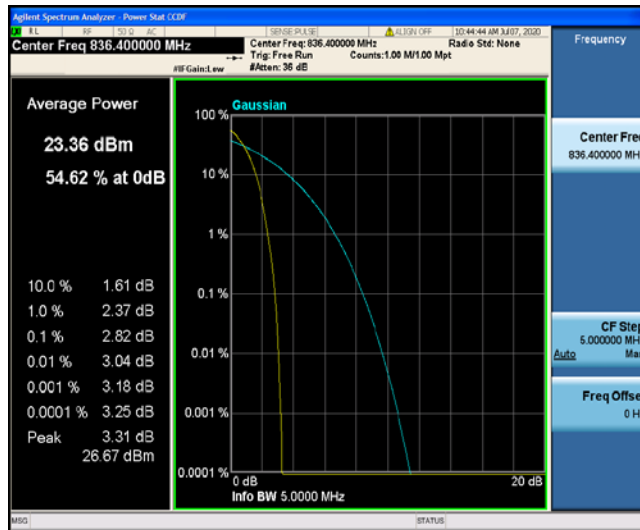 Agilent Spectrum Analyzer - Power Stat CCDF
RL RF 50 Ω AC SENSE:PULSE ALIGN OFF 10:44:44 AM Jul 07, 2020
Center Freq 836.400000 MHz
Center Freq: 836.400000 MHz Radio Std: None
Trig: Free Run Counts:1.00 M/1.00 Mpt
#IFGain:Low #Atten: 36 dB
Frequency
Average Power
23.36 dBm
54.62 % at 0dB
10.0 % 1.61 dB
1.0 % 2.37 dB
0.1 % 2.82 dB
0.01 % 3.04 dB
0.001 % 3.18 dB
0.0001 % 3.25 dB
Peak 3.31 dB
26.67 dBm
Gaussian
100 %
10 %
1 %
0.1 %
0.01 %
0.001 %
0.0001 %
0 dB 20 dB
Info BW 5.0000 MHz
Center Fre
836.400000 MH
CF Step
5.000000 MH
Auto Ma
Freq Offse
0 H
MSG STATUS